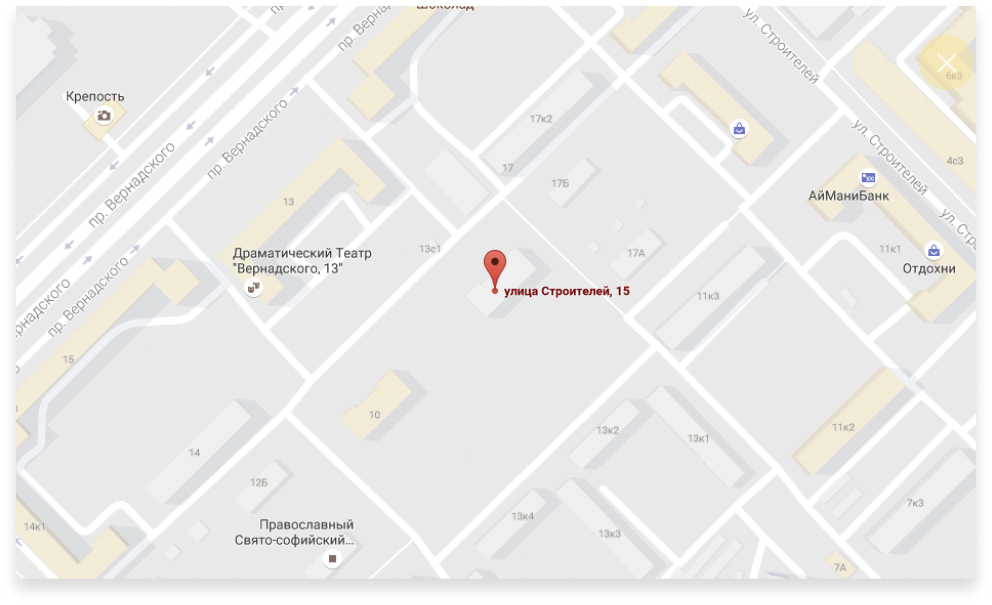 Шоколад
пр. Вернадского
ул. Строителей
6к3
Крепость
17к2
пр. Вернадского
ул. Строителей
4с3
17
17Б
АйМаниБанк
13
пр. Вернадского
ул. Стро
13с1
17А
11к1
Драматический Театр
"Вернадского, 13"
Отдохни
улица Строителей, 15
11к3
пр. Вернадского
15
10
11к2
13к2
13к1
14
12Б
7к3
14к1
13к4
Православный
Свято-софийский...
13к3
7А